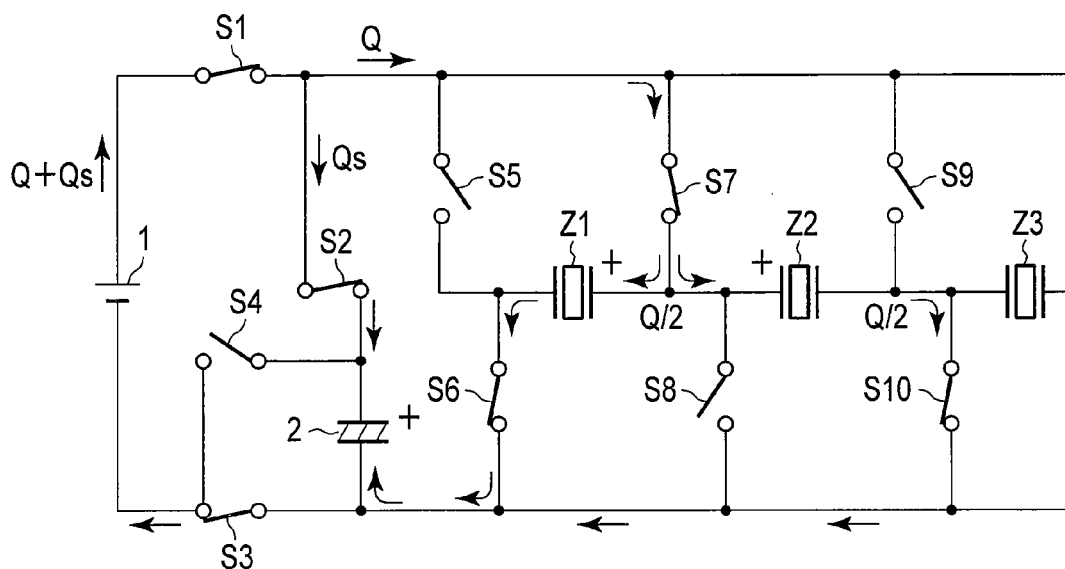 S1
Q
Q+Qs
Qs
S5
S7
S9
1
S2
Z1
+
+
Z2
Z3
S4
Q/2
Q/2
2
+
S6
S8
S10
S3